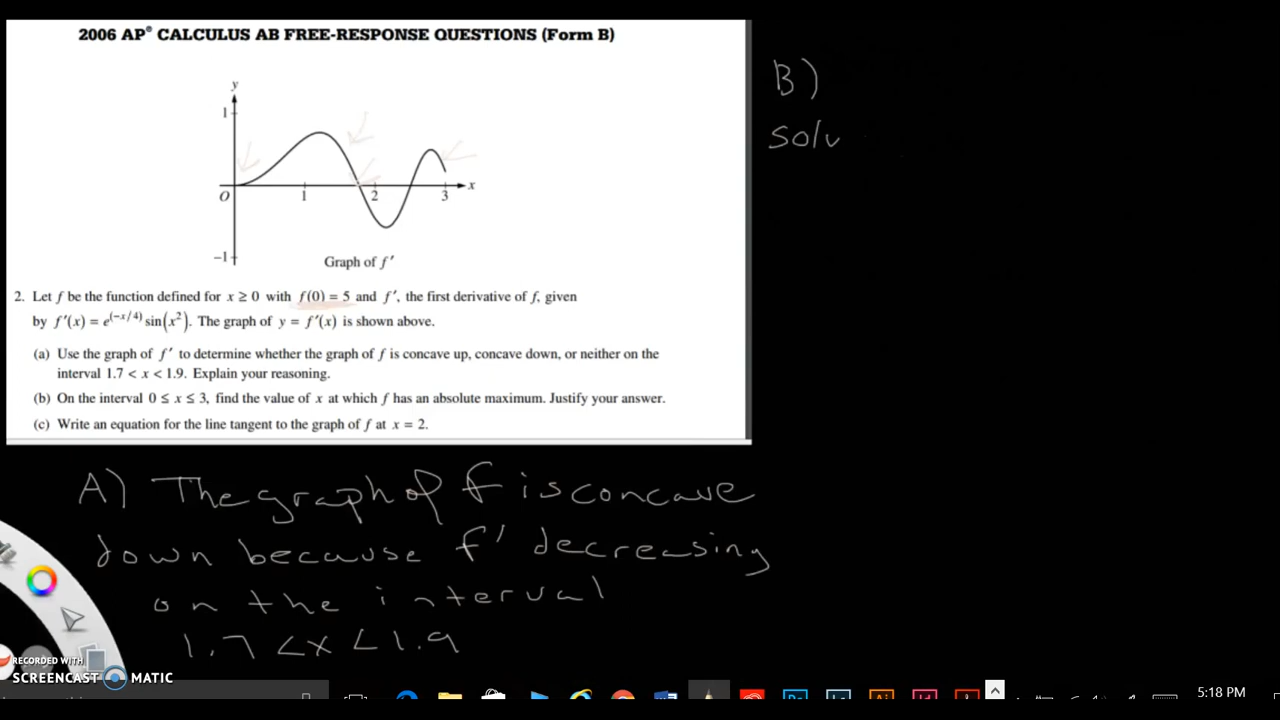 2006 AP® CALCULUS AB FREE-RESPONSE QUESTIONS (Form B)
y
1
O
1
2
3
x
−1
Graph of f′
2. Let f be the function defined for x ≥ 0 with f(0) = 5 and f′, the first derivative of f, given
by f′(x) = e^(−x/4) sin(x²). The graph of y = f′(x) is shown above.
(a) Use the graph of f′ to determine whether the graph of f is concave up, concave down, or neither on the
interval 1.7 < x < 1.9. Explain your reasoning.
(b) On the interval 0 ≤ x ≤ 3, find the value of x at which f has an absolute maximum. Justify your answer.
(c) Write an equation for the line tangent to the graph of f at x = 2.
A) The graph of f is concave
down because f' decreasing
on the interval
1.7 < x < 1.9
B)
Solv
RECORDED WITH
SCREENCAST MATIC
5:18 PM